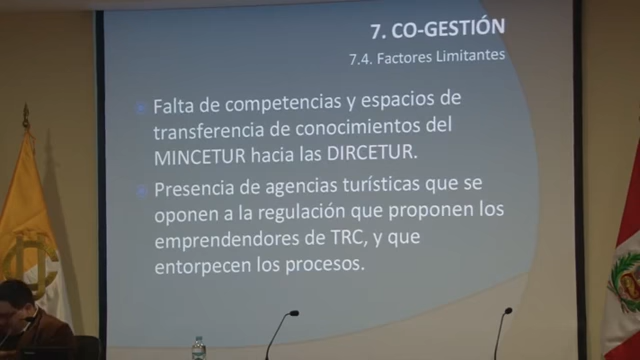 7. CO-GESTIÓN
7.4. Factores Limitantes
Falta de competencias y espacios de
transferencia de conocimientos del
MINCETUR hacia las DIRCETUR.
Presencia de agencias turísticas que se
oponen a la regulación que proponen los
emprendendores de TRC, y que
entorpecen los procesos.